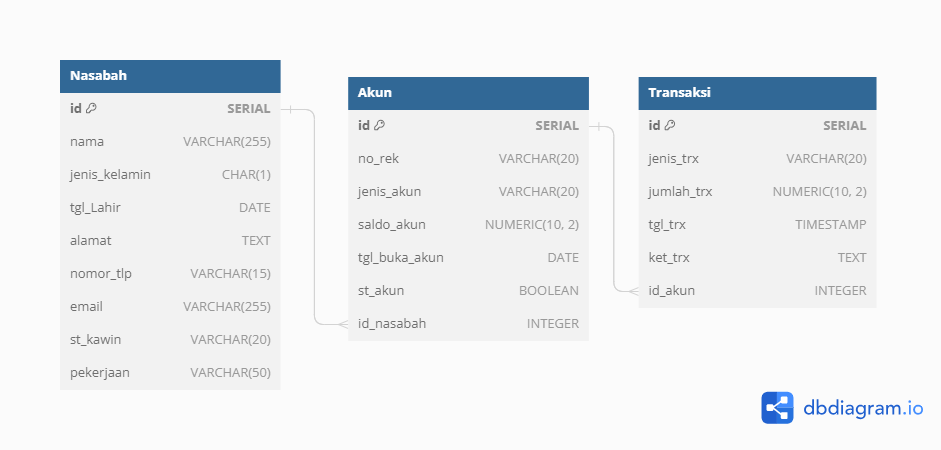 Nasabah
id SERIAL
nama VARCHAR(255)
jenis_kelamin CHAR(1)
tgl_Lahir DATE
alamat TEXT
nomor_tlp VARCHAR(15)
email VARCHAR(255)
st_kawin VARCHAR(20)
pekerjaan VARCHAR(50)
Akun
id SERIAL
no_rek VARCHAR(20)
jenis_akun VARCHAR(20)
saldo_akun NUMERIC(10, 2)
tgl_buka_akun DATE
st_akun BOOLEAN
id_nasabah INTEGER
Transaksi
id SERIAL
jenis_trx VARCHAR(20)
jumlah_trx NUMERIC(10, 2)
tgl_trx TIMESTAMP
ket_trx TEXT
id_akun INTEGER
dbdiagram.io